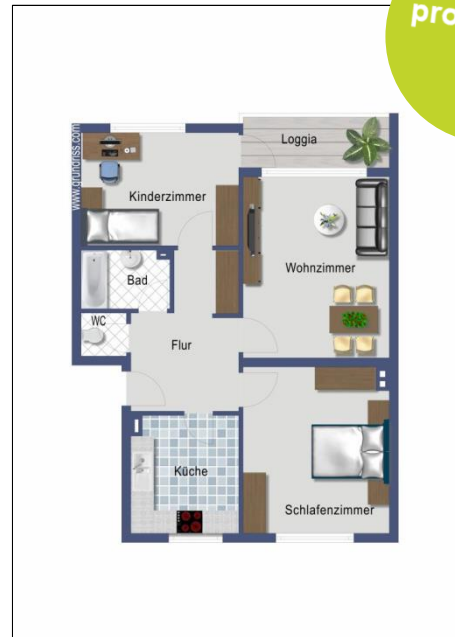 pro
www.grundriss.com
Loggia
Kinderzimmer
Wohnzimmer
Bad
WC
Flur
Küche
Schlafenzimmer